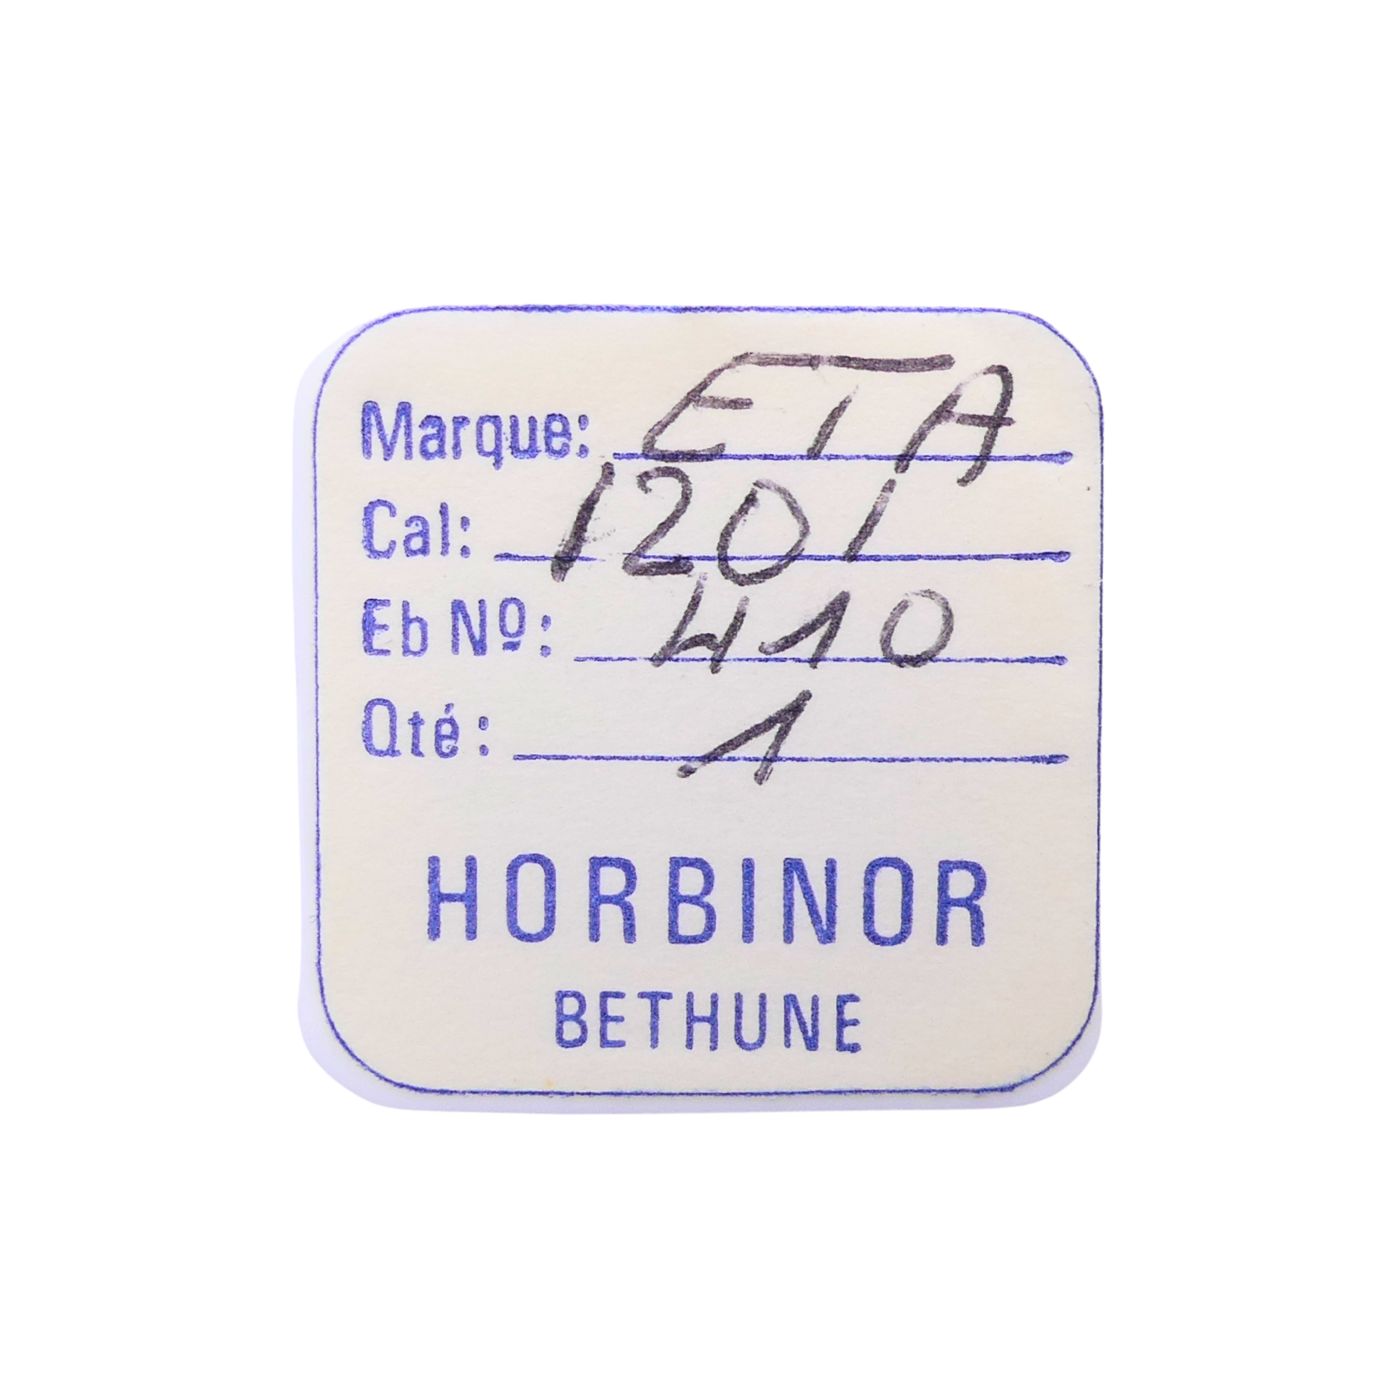 Marque: ETA
Cal: 1201
Eb Nº: 410
Qté: 1
HORBINOR
BETHUNE